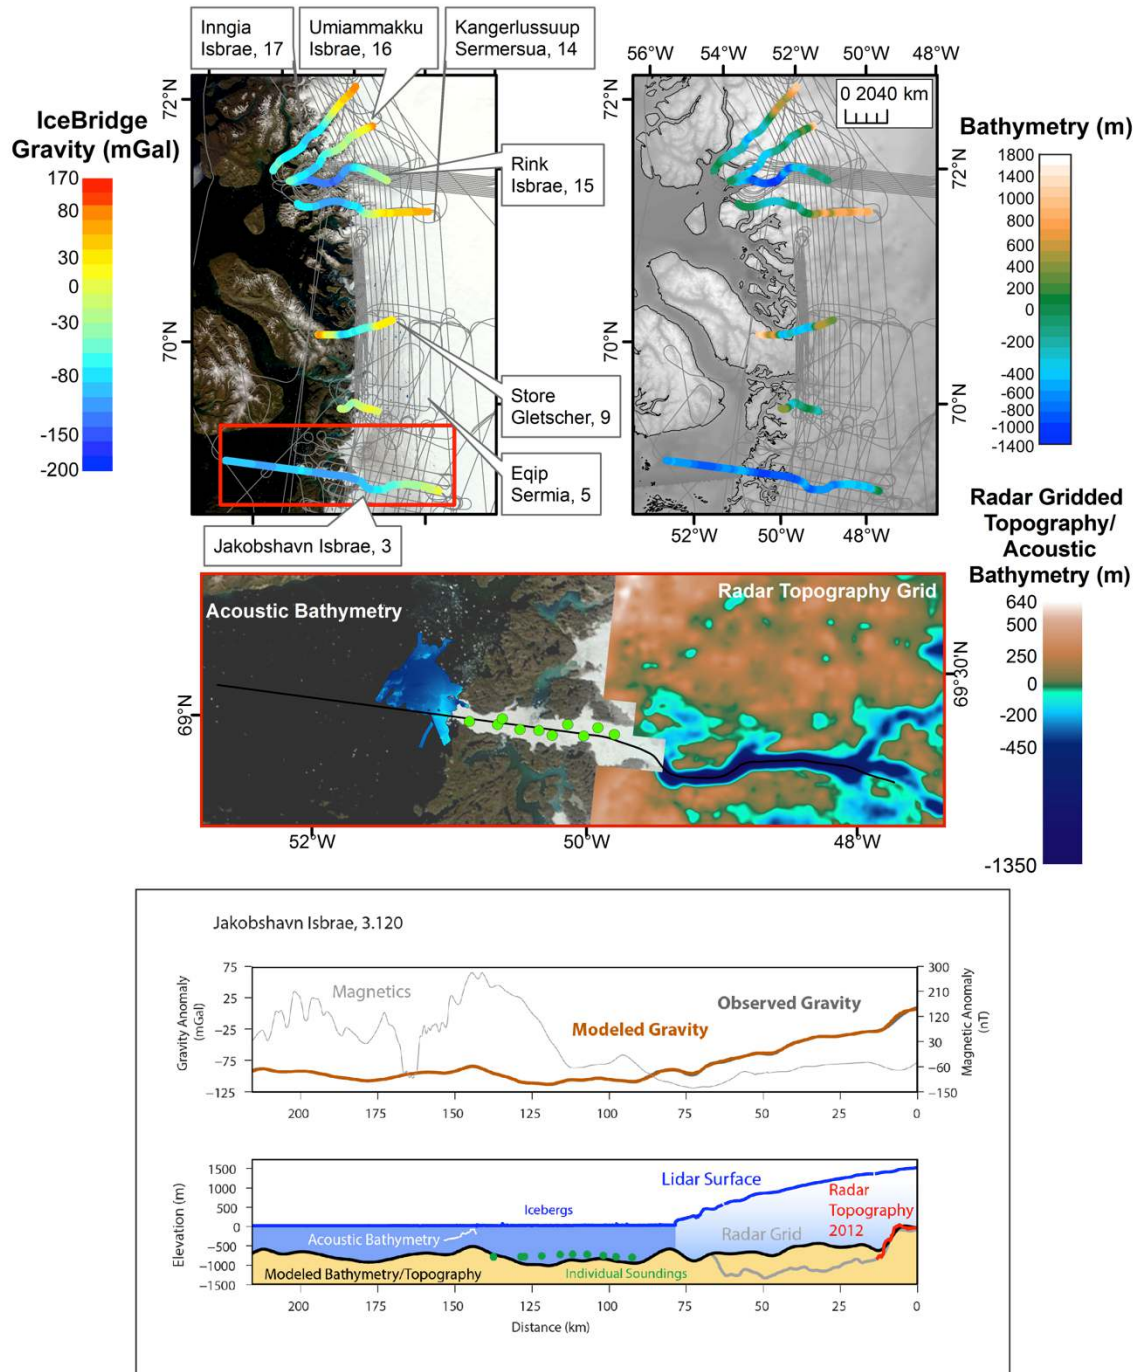 Inngia
Isbrae, 17
Umiammakku
Isbrae, 16
Kangerlussuup
Sermersua, 14
56°W
54°W
52°W
50°W
48°W
72°N
IceBridge
Gravity (mGal)
170
80
30
0
-30
-80
-150
-200
70°N
Rink
Isbrae, 15
Store
Gletscher, 9
Eqip
Sermia, 5
Jakobshavn Isbrae, 3
0 2040 km
72°N
70°N
52°W
50°W
48°W
Bathymetry (m)
1800
1400
1000
800
600
400
200
0
-200
-400
-600
-800
-1000
-1400
Radar Gridded
Topography/
Acoustic
Bathymetry (m)
640
500
250
0
-200
-450
-1350
Acoustic Bathymetry
Radar Topography Grid
69°N
69°30'N
52°W
50°W
48°W
Jakobshavn Isbrae, 3.120
Gravity Anomaly
(mGal)
75
25
−25
−75
−125
Magnetics
Modeled Gravity
Observed Gravity
300
210
120
30
−60
−150
Magnetic Anomaly
(nT)
200
175
150
125
100
75
50
25
0
Elevation (m)
1500
1000
500
0
−500
−1000
−1500
Lidar Surface
Icebergs
Radar
Topography
2012
Acoustic Bathymetry
Radar Grid
Modeled Bathymetry/Topography
Individual Soundings
200
175
150
125
100
75
50
25
0
Distance (km)